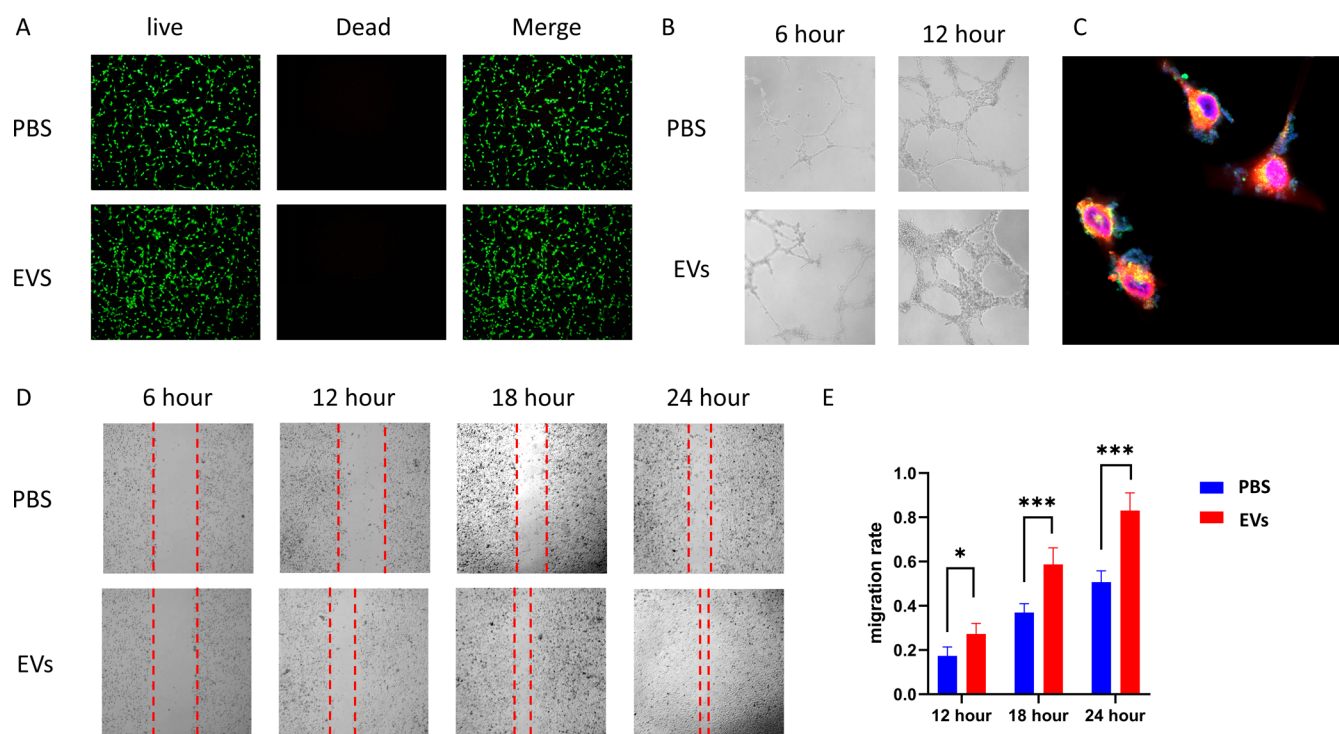 A
live
Dead
Merge
PBS
EVS
B
6 hour
12 hour
PBS
EVs
C
D
6 hour
12 hour
18 hour
24 hour
PBS
EVs
E
migration rate
1.0
0.8
0.6
0.4
0.2
0.0
*
***
***
12 hour
18 hour
24 hour
PBS
EVs